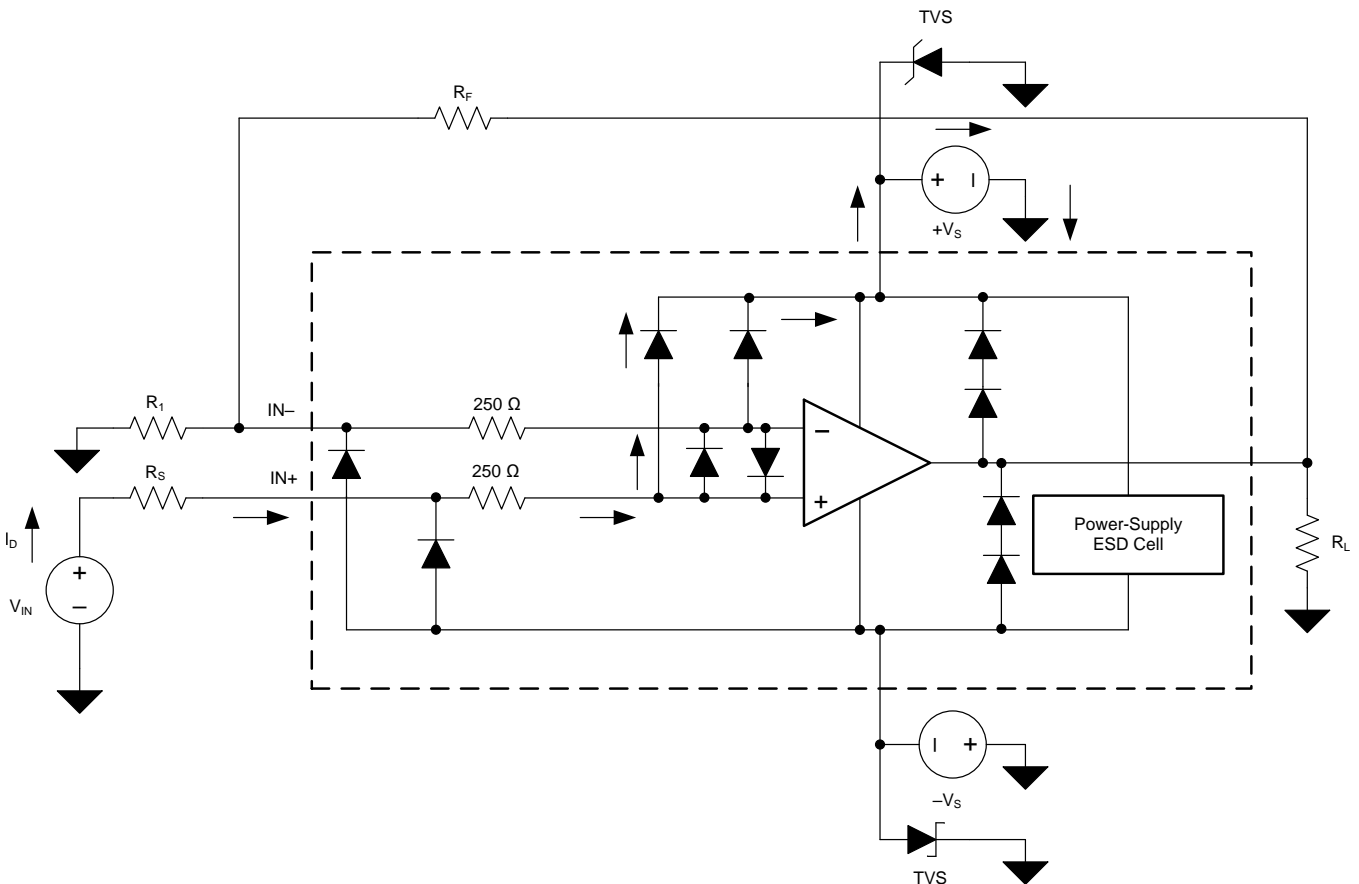 TVS
R_F
+ –
+V_S
R_1
IN–
250 Ω
–
R_S
IN+
250 Ω
+
Power-Supply
ESD Cell
R_L
I_D
+
V_IN
–
– +
–V_S
TVS